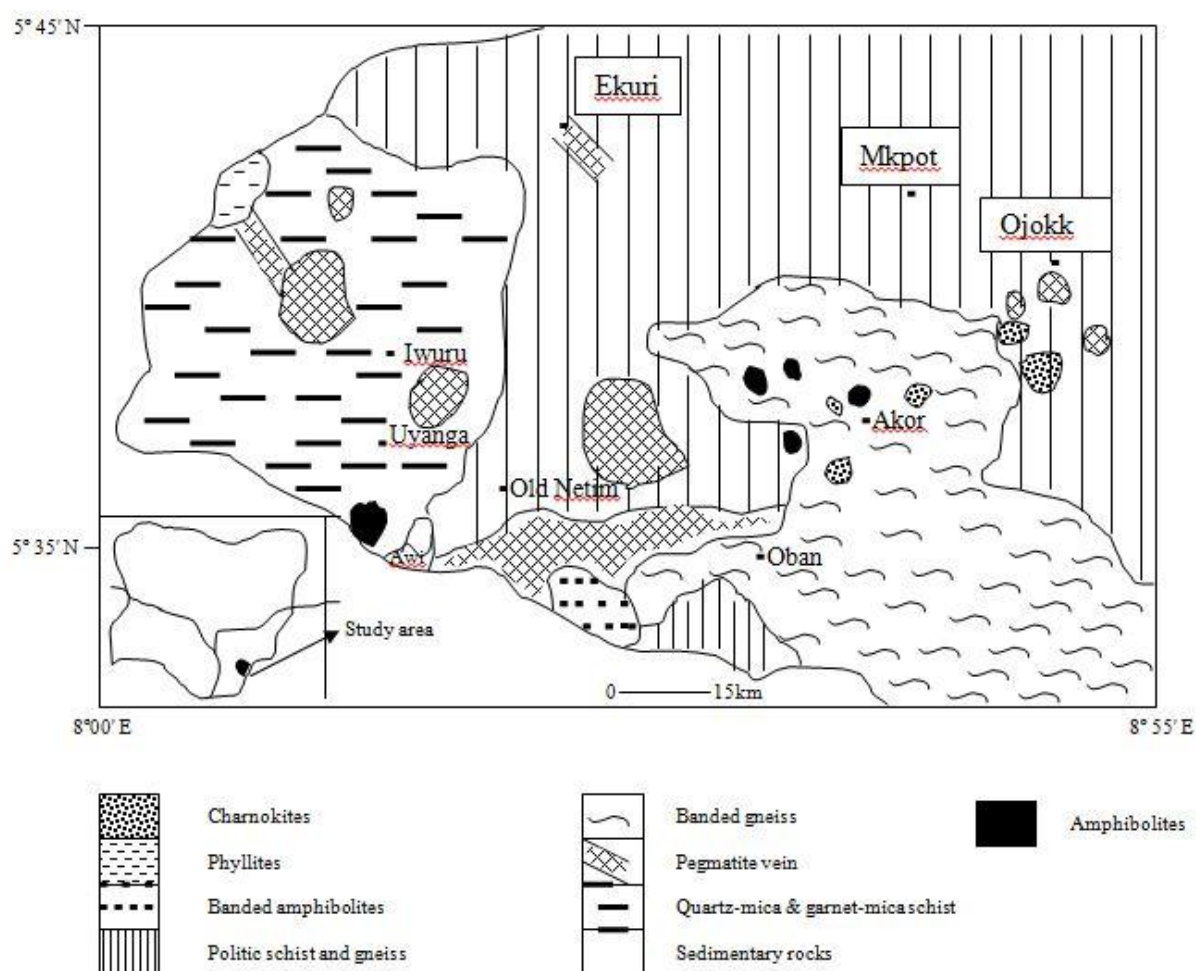 5° 45' N
Ekuri
Mkpot
Ojokk
Iwuru
Uyanga
Akor
Old Netim
5° 35' N
Awi
Oban
Study area
0 15km
8°00' E
8° 55' E
Charnokites
Banded gneiss
Amphibolites
Phyllites
Pegmatite vein
Banded amphibolites
Quartz-mica & garnet-mica schist
Politic schist and gneiss
Sedimentary rocks